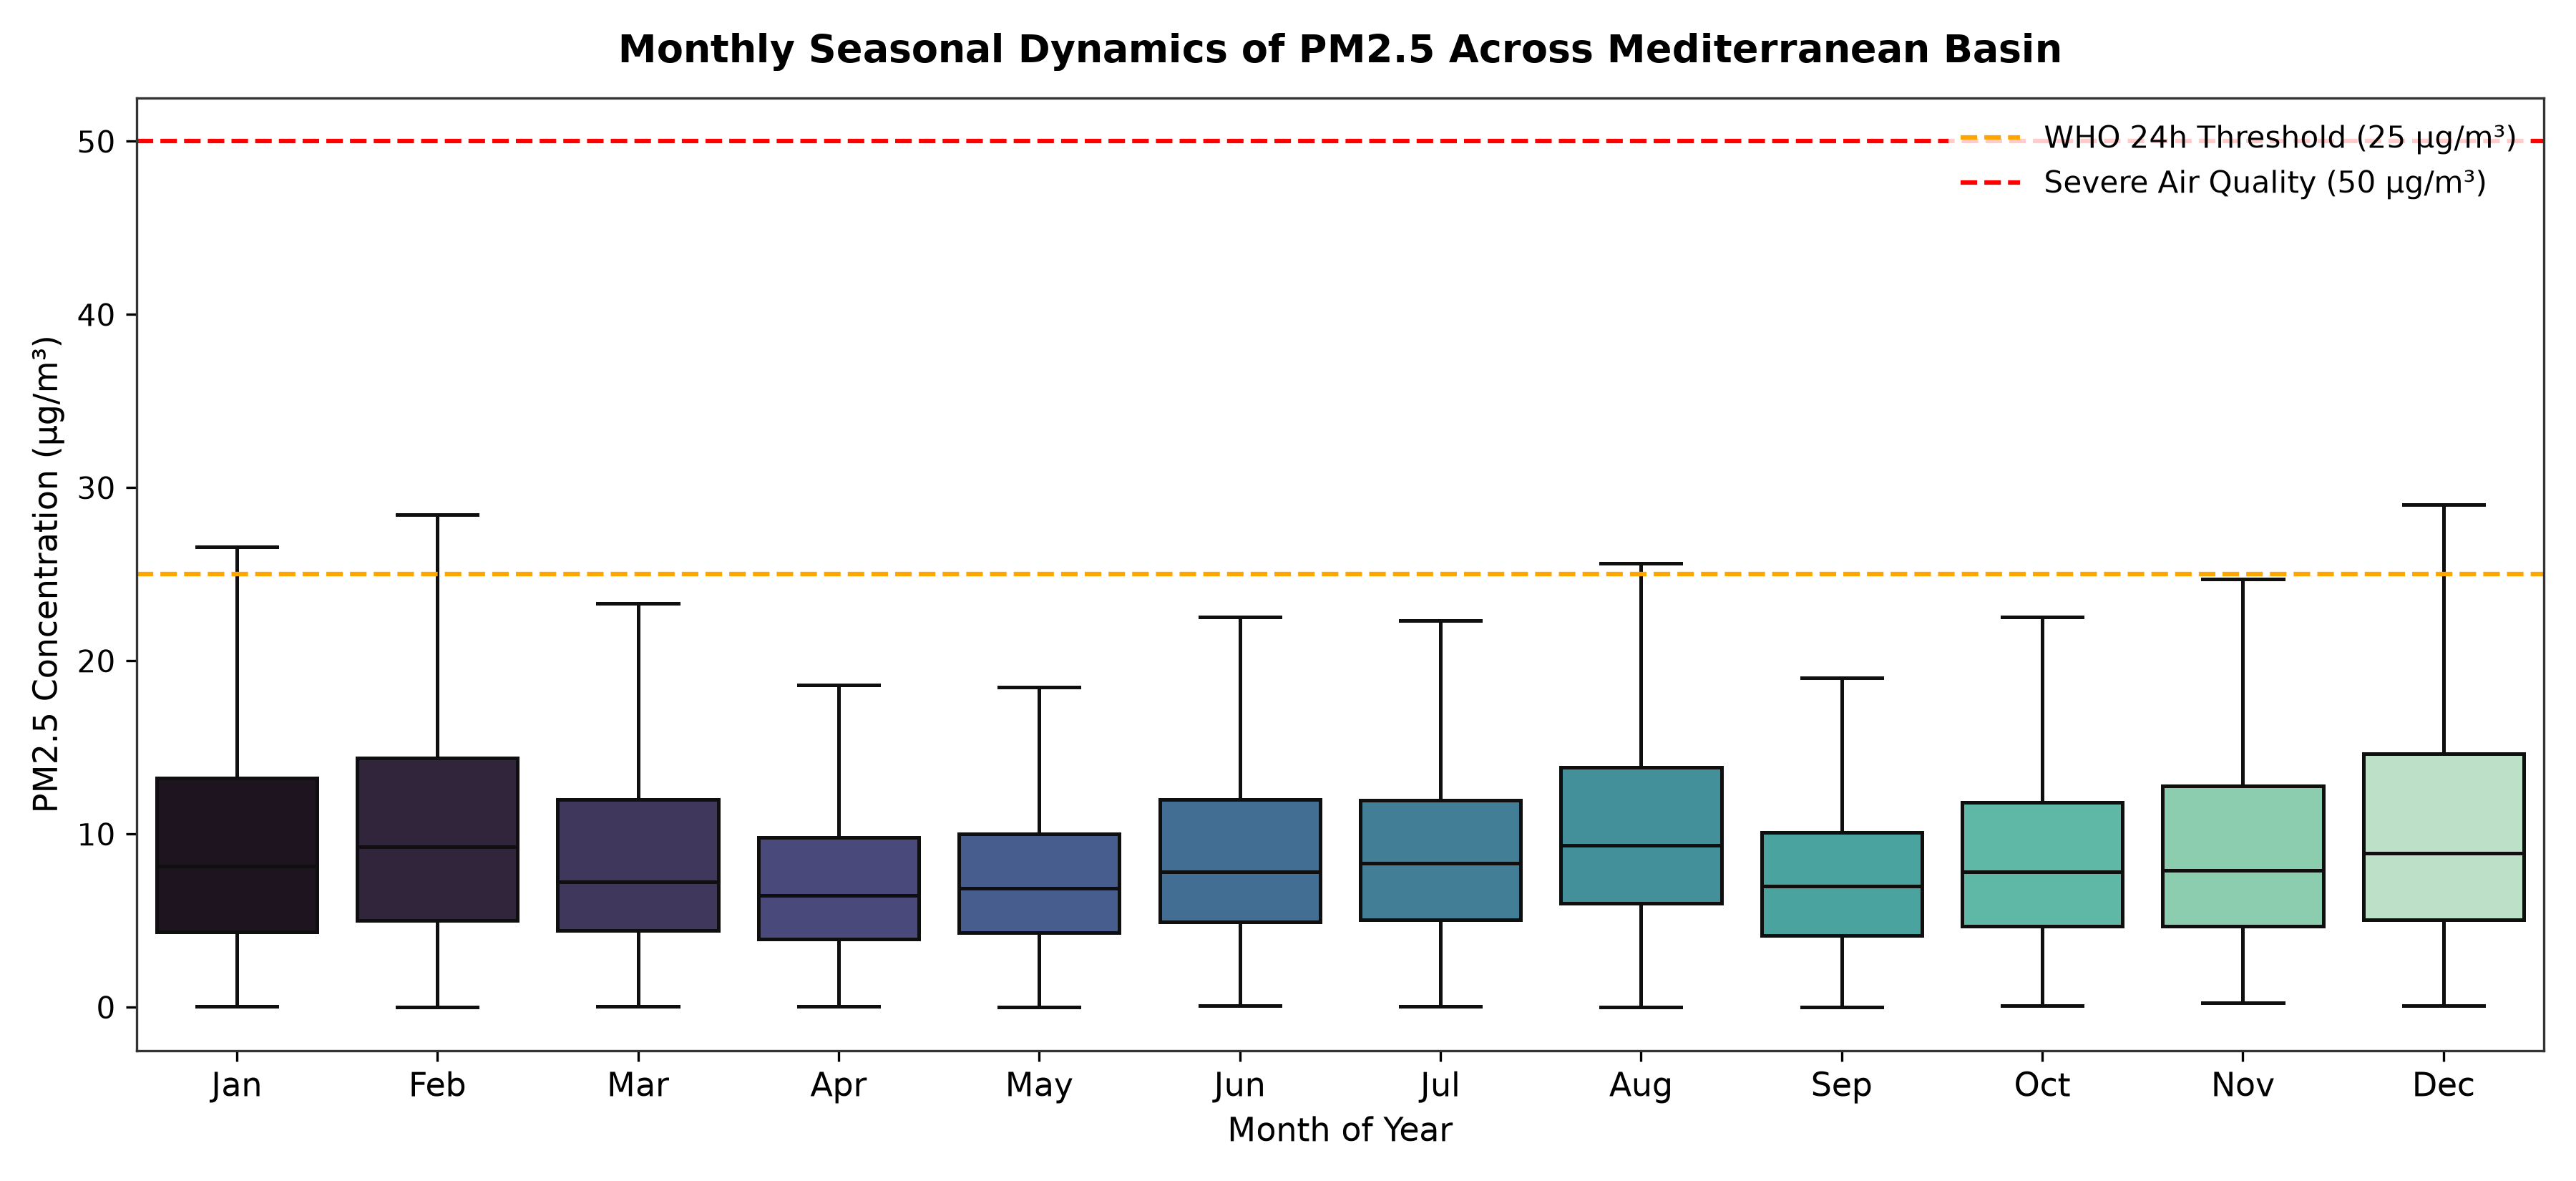 Monthly Seasonal Dynamics of PM2.5 Across Mediterranean Basin
WHO 24h Threshold (25 µg/m³)
Severe Air Quality (50 µg/m³)
PM2.5 Concentration (µg/m³)
50
40
30
20
10
0
Jan Feb Mar Apr May Jun Jul Aug Sep Oct Nov Dec
Month of Year